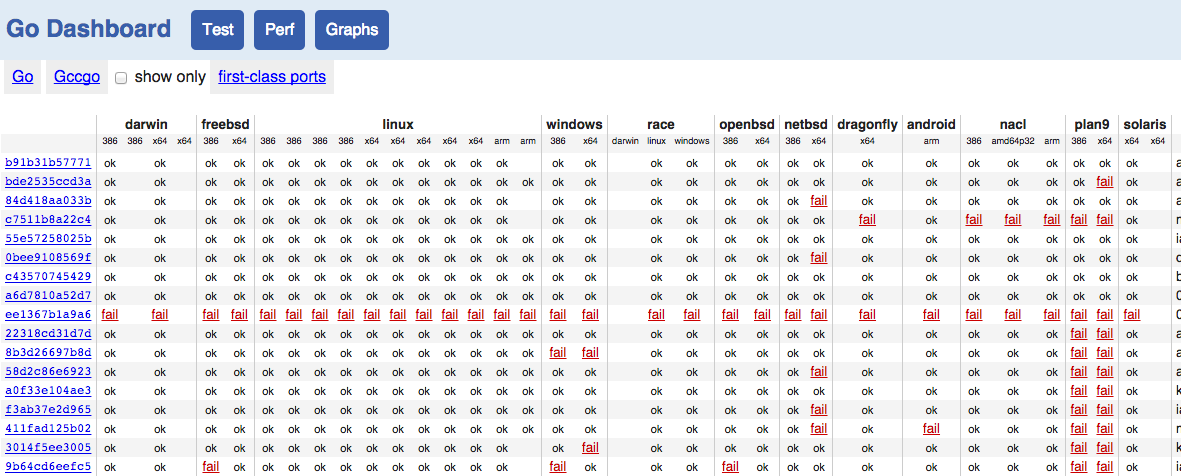 Go Dashboard Test Perf Graphs
Go Gccgo show only first-class ports
darwin freebsd linux windows race openbsd netbsd dragonfly android nacl plan9 solaris
386 386 x64 x64 386 x64 386 386 386 386 x64 x64 x64 x64 x64 arm arm 386 x64 darwin linux windows 386 x64 386 x64 x64 arm 386 amd64p32 arm 386 x64 x64 x64
b91b31b57771 ok ok ok ok ok ok ok ok ok ok ok ok ok ok ok ok ok ok ok ok ok ok ok ok ok ok ok ok ok ok
bde2535ccd3a ok ok ok ok ok ok ok ok ok ok ok ok ok ok ok ok ok ok ok ok ok ok ok ok ok ok ok ok ok fail ok
84d418aa033b ok ok ok ok ok ok ok ok ok ok ok ok ok ok ok ok ok ok ok ok ok fail ok ok ok ok ok ok ok ok
c7511b8a22c4 ok ok ok ok ok ok ok ok ok ok ok ok ok ok ok ok ok ok ok ok ok ok fail ok fail fail fail fail fail ok
55e57258025b ok ok ok ok ok ok ok ok ok ok ok ok ok ok ok ok ok ok ok ok ok ok ok ok ok ok ok ok ok ok ok
0bee9108569f ok ok ok ok ok ok ok ok ok ok ok ok ok ok ok ok ok ok ok ok ok ok fail ok ok ok ok ok ok ok ok
c43570745429 ok ok ok ok ok ok ok ok ok ok ok ok ok ok ok ok ok ok ok ok ok ok ok ok ok ok ok ok ok ok
a6d7810a52d7 ok ok ok ok ok ok ok ok ok ok ok ok ok ok ok ok ok ok ok ok ok ok ok ok ok ok ok ok ok ok
ee1367b1a9a6 fail fail fail fail fail fail fail fail fail fail fail fail fail fail fail fail fail fail fail fail fail fail fail fail fail fail fail fail fail fail fail
22318cd31d7d ok ok ok ok ok ok ok ok ok ok ok ok ok ok ok ok ok ok ok ok ok ok ok ok ok ok ok ok fail fail ok
8b3d26697b8d ok ok ok ok ok ok ok ok ok ok ok ok ok ok ok fail fail ok ok ok ok ok ok ok ok ok ok ok fail fail ok
58d2c86e6923 ok ok ok ok ok ok ok ok ok ok ok ok ok ok ok ok ok ok ok ok ok ok fail ok ok ok ok ok fail fail ok
a0f33e104ae3 ok ok ok ok ok ok ok ok ok ok ok ok ok ok ok ok ok ok ok ok ok ok ok ok ok ok ok ok fail fail ok
f3ab37e2d965 ok ok ok ok ok ok ok ok ok ok ok ok ok ok ok ok ok ok ok ok ok ok fail ok ok ok ok ok fail fail ok
411fad125b02 ok ok ok ok ok ok ok ok ok ok ok ok ok ok ok ok ok ok ok ok ok ok fail ok fail ok ok ok fail fail ok
3014f5ee3005 ok ok ok ok ok ok ok ok ok ok ok ok ok ok ok ok fail ok ok ok ok ok ok ok ok ok ok ok fail fail ok
9b64cd6eefc5 ok ok fail ok ok ok ok ok ok ok ok ok ok ok ok fail ok ok ok fail ok ok ok ok ok ok ok ok fail fail ok